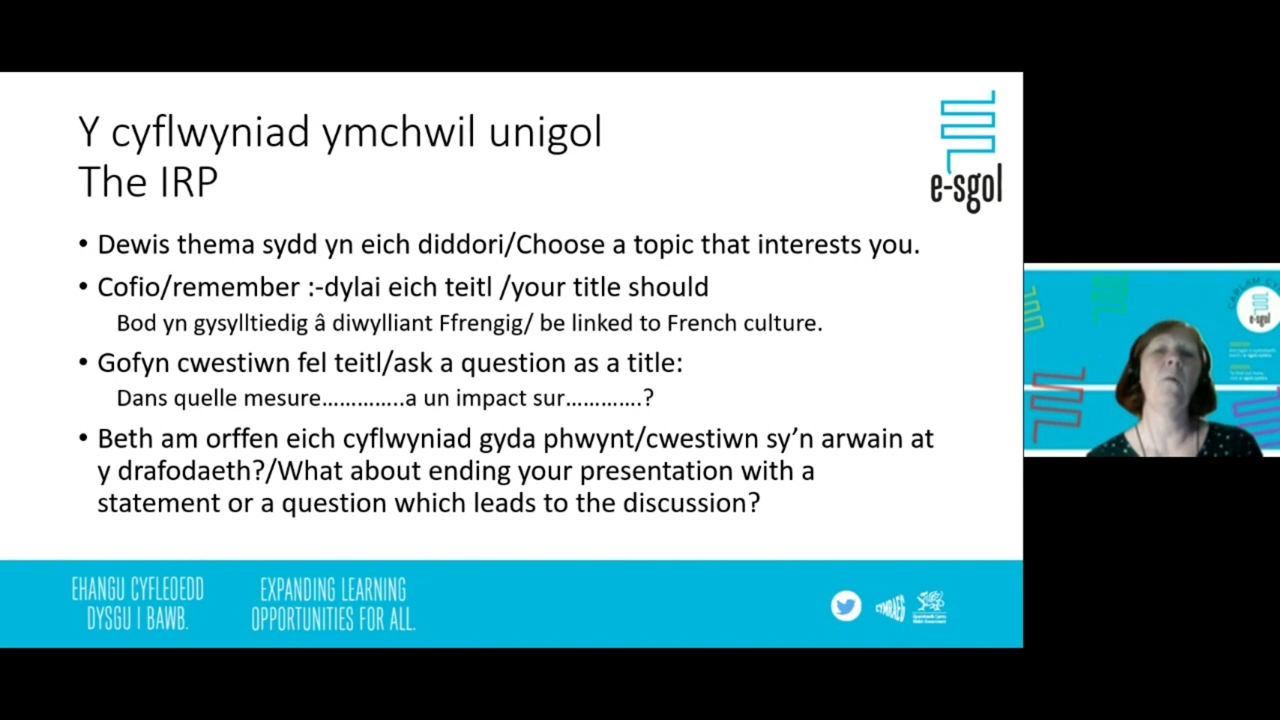 Y cyflwyniad ymchwil unigol
The IRP
e-sgol
• Dewis thema sydd yn eich diddori/Choose a topic that interests you.
• Cofio/remember :-dylai eich teitl /your title should
Bod yn gysylltiedig â diwylliant Ffrengig/ be linked to French culture.
• Gofyn cwestiwn fel teitl/ask a question as a title:
Dans quelle mesure…………..a un impact sur………….?
• Beth am orffen eich cyflwyniad gyda phwynt/cwestiwn sy’n arwain at
y drafodaeth?/What about ending your presentation with a
statement or a question which leads to the discussion?
EHANGU CYFLEOEDD
DYSGU I BAWB.
EXPANDING LEARNING
OPPORTUNITIES FOR ALL.
CYMRAEG
e-sgol